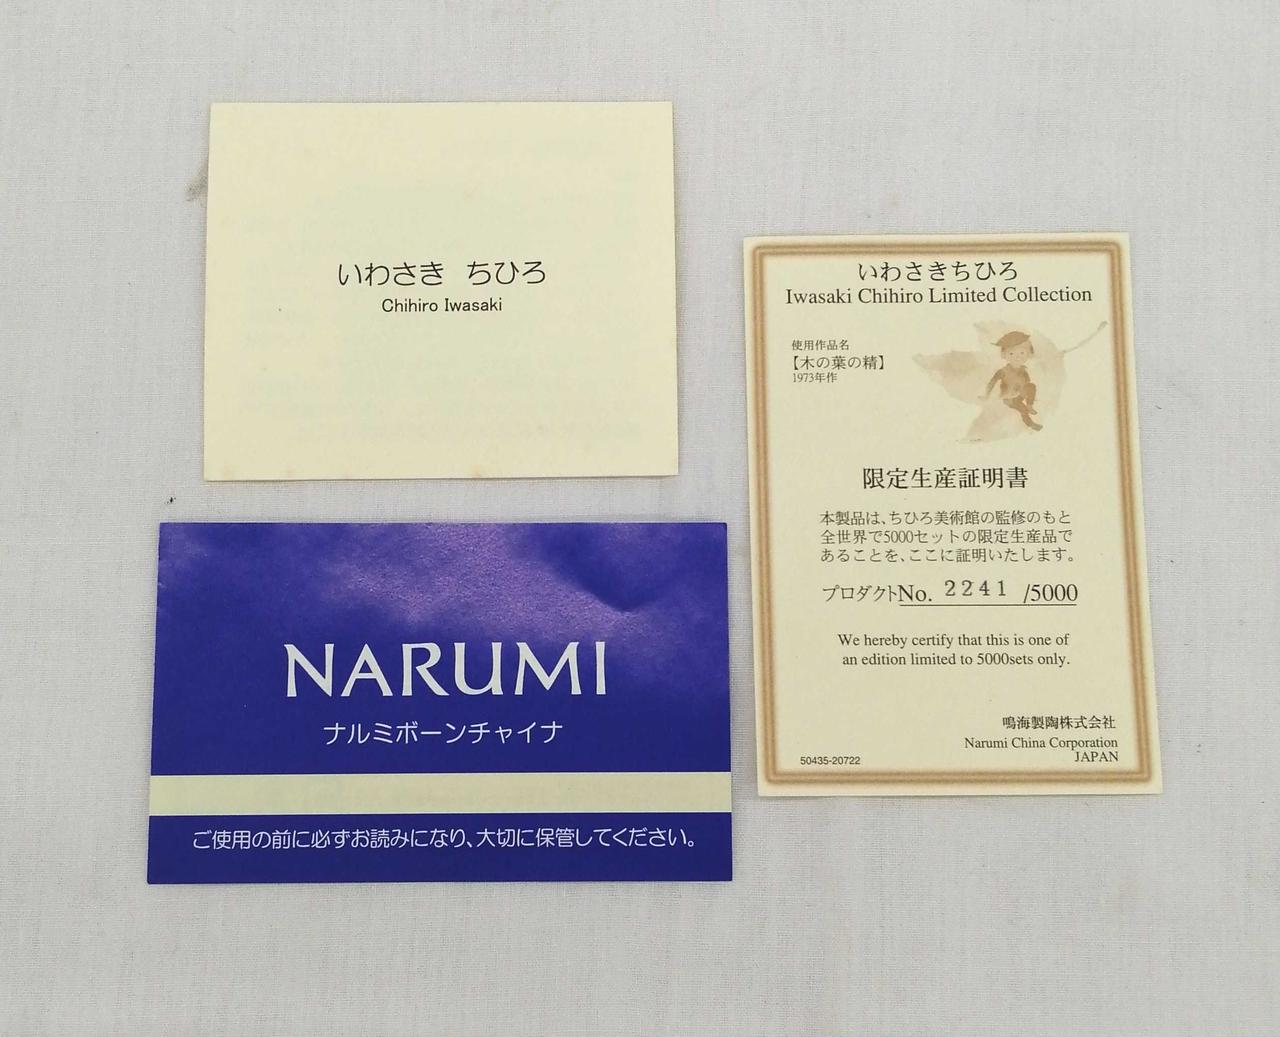 いわさき ちひろ
Chihiro Iwasaki
NARUMI
ナルミボーンチャイナ
ご使用の前に必ずお読みになり、大切に保管してください。
いわさきちひろ
Iwasaki Chihiro Limited Collection
使用作品名
【木の葉の精】
1973年作
限定生産証明書
本製品は、ちひろ美術館の監修のもと
全世界で5000セットの限定生産品で
あることを、ここに証明いたします。
プロダクトNo. 2241 /5000
We hereby certify that this is one of
an edition limited to 5000sets only.
鳴海製陶株式会社
Narumi China Corporation
JAPAN
50435-20722